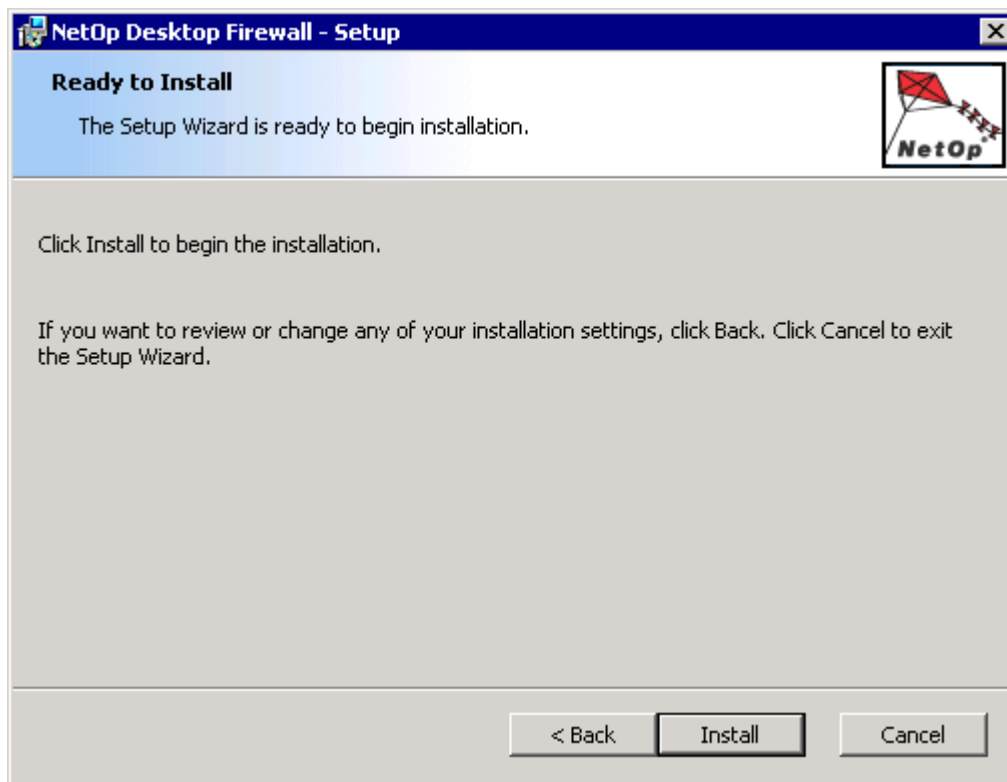 NetOp Desktop Firewall - Setup
Ready to Install
The Setup Wizard is ready to begin installation.
NetOp®
Click Install to begin the installation.
If you want to review or change any of your installation settings, click Back. Click Cancel to exit
the Setup Wizard.
< Back Install Cancel